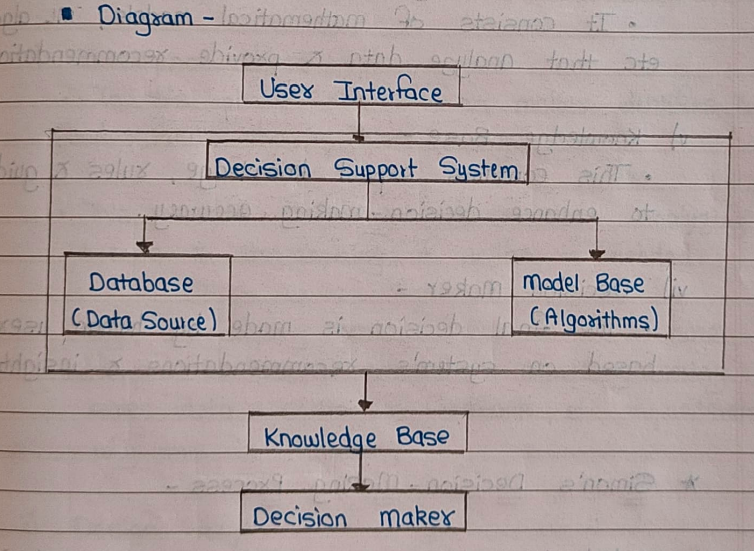 ▪ Diagram -
User Interface
Decision Support System
Database
(Data Source)
Model Base
(Algorithms)
Knowledge Base
Decision maker